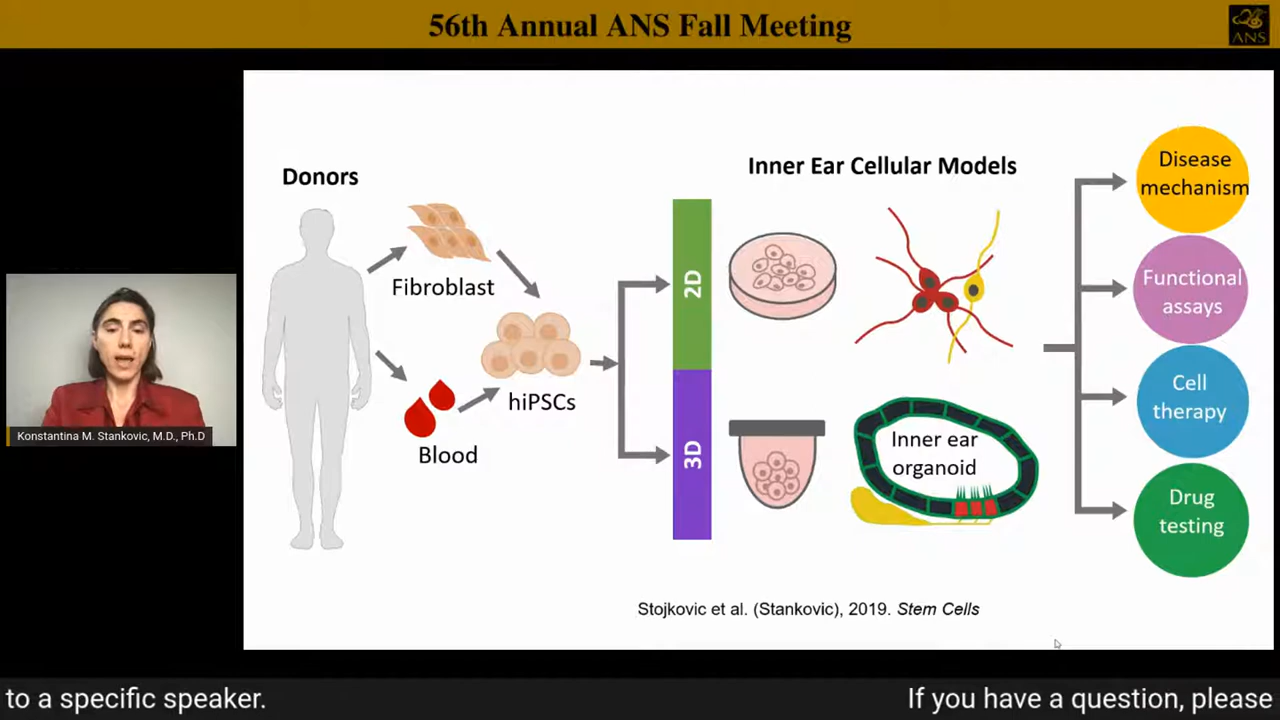 56th Annual ANS Fall Meeting
ANS
Donors
Fibroblast
Blood
hiPSCs
Inner Ear Cellular Models
2D
3D
Inner ear
organoid
Disease
mechanism
Functional
assays
Cell
therapy
Drug
testing
Stojkovic et al. (Stankovic), 2019. Stem Cells
Konstantina M. Stankovic, M.D., Ph.D
to a specific speaker.
If you have a question, please